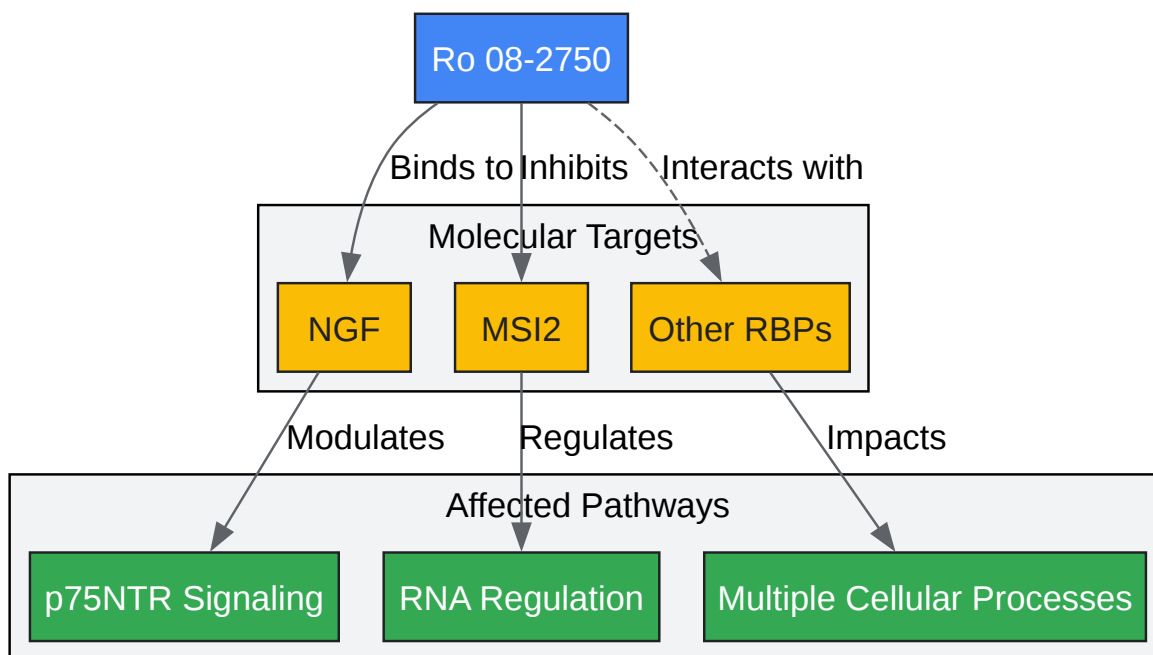 Ro 08-2750
Binds to
Inhibits
Interacts with
Molecular Targets
NGF
MSI2
Other RBPs
Modulates
Regulates
Impacts
Affected Pathways
p75NTR Signaling
RNA Regulation
Multiple Cellular Processes